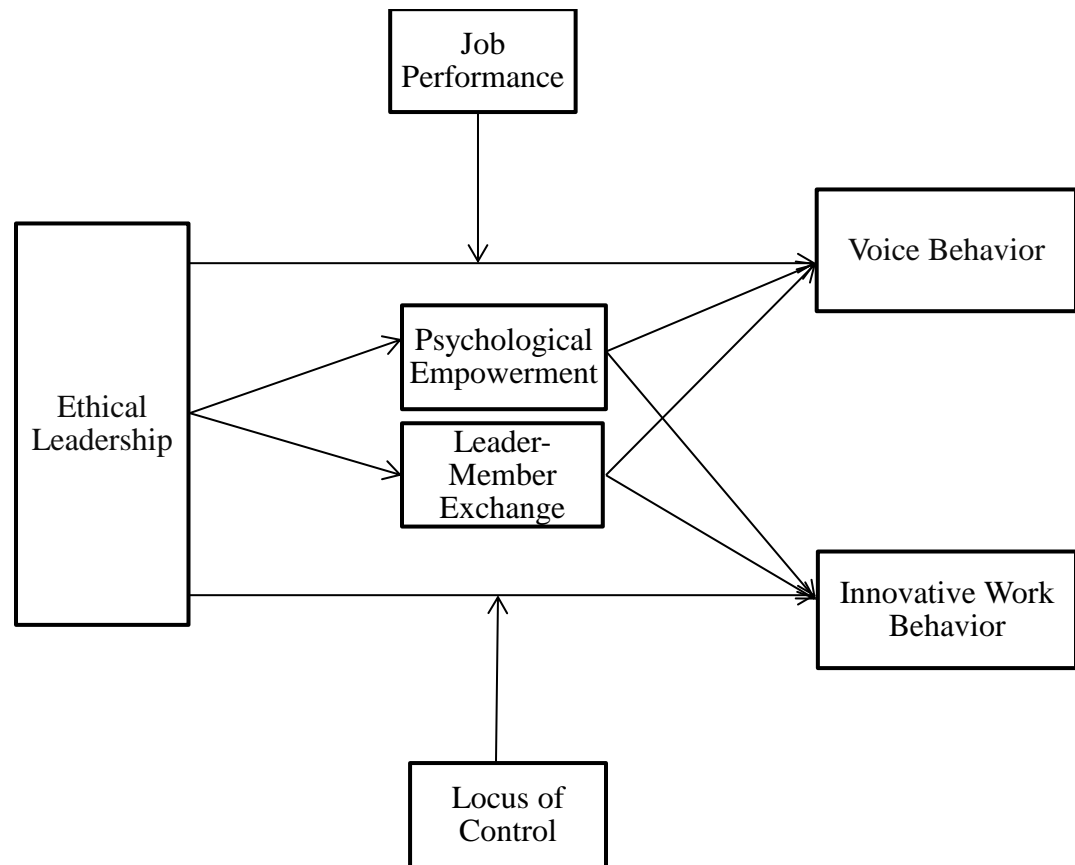 Job
Performance
Voice Behavior
Psychological
Empowerment
Ethical
Leadership
Leader-
Member
Exchange
Innovative Work
Behavior
Locus of
Control